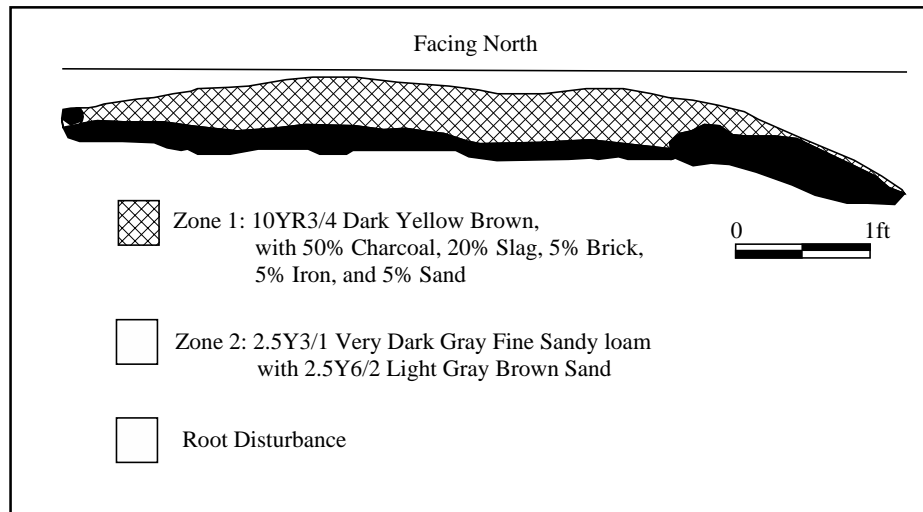 Facing North
Zone 1: 10YR3/4 Dark Yellow Brown,
with 50% Charcoal, 20% Slag, 5% Brick,
5% Iron, and 5% Sand
0 1ft
Zone 2: 2.5Y3/1 Very Dark Gray Fine Sandy loam
with 2.5Y6/2 Light Gray Brown Sand
Root Disturbance